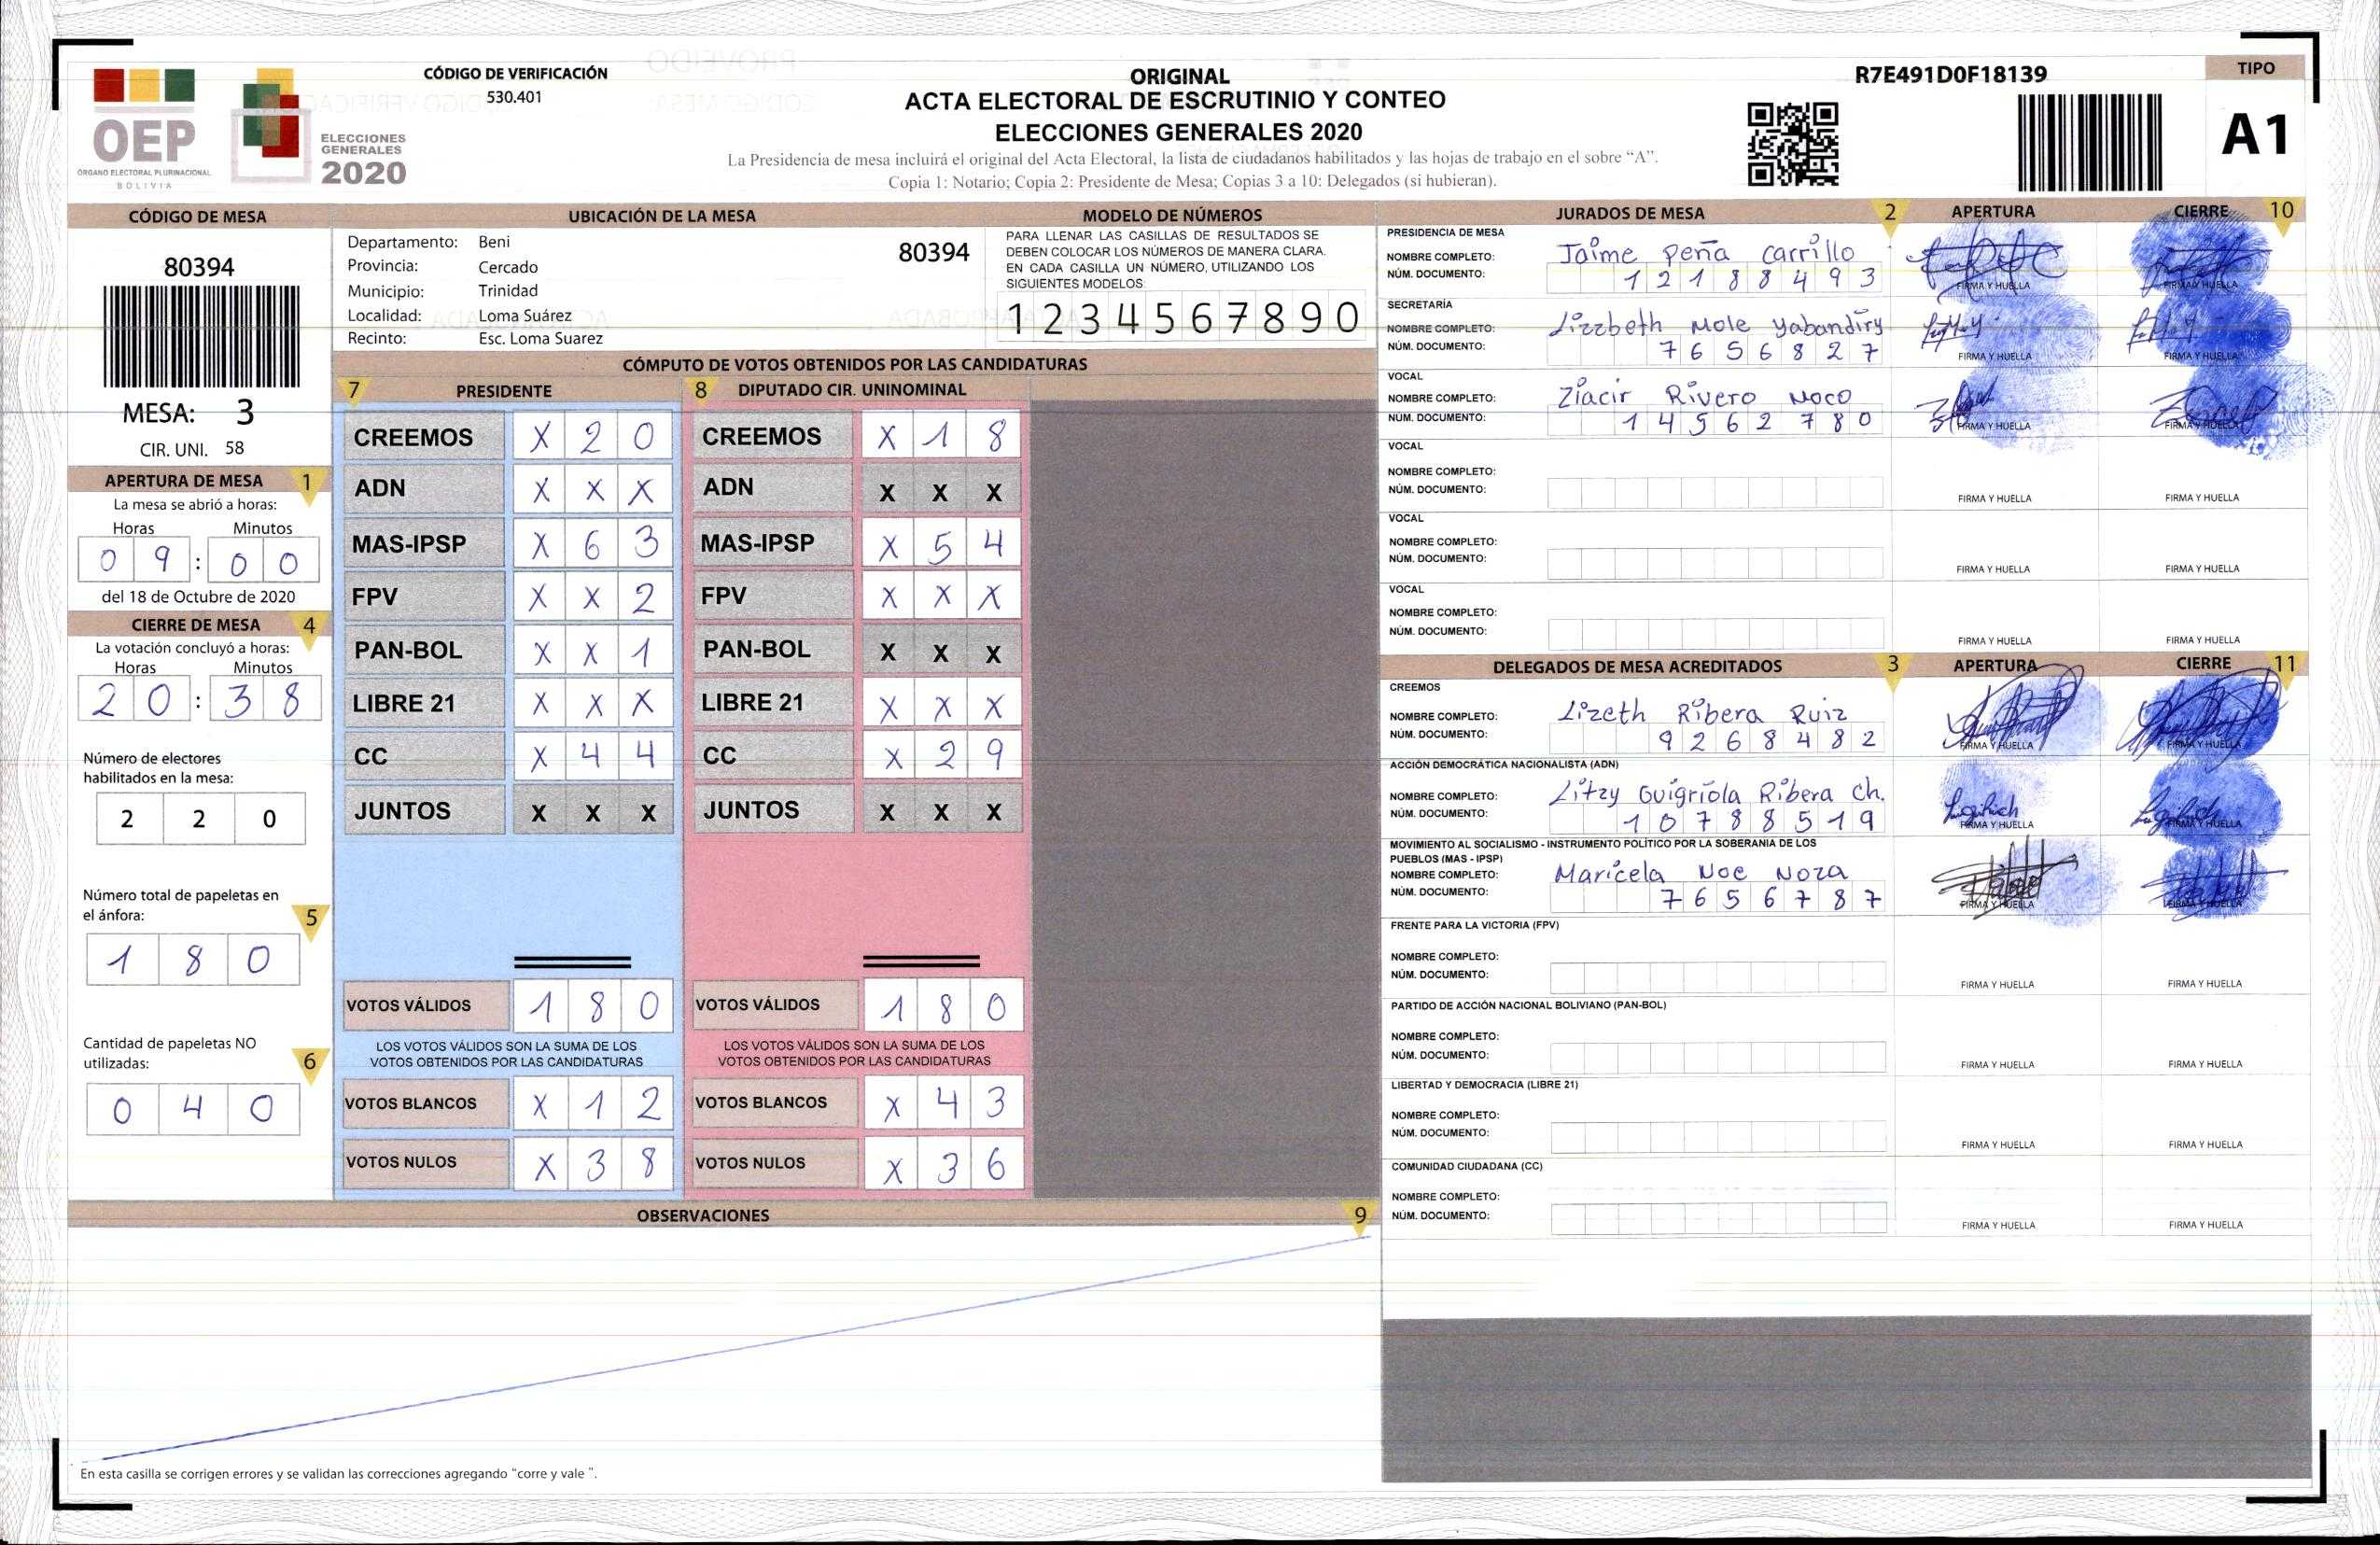 CÓDIGO DE VERIFICACIÓN
530.401
OEP
ÓRGANO ELECTORAL PLURINACIONAL
BOLIVIA
ELECCIONES
GENERALES
2020
ORIGINAL
ACTA ELECTORAL DE ESCRUTINIO Y CONTEO
ELECCIONES GENERALES 2020
La Presidencia de mesa incluirá el original del Acta Electoral, la lista de ciudadanos habilitados y las hojas de trabajo en el sobre “A”.
Copia 1: Notario; Copia 2: Presidente de Mesa; Copias 3 a 10: Delegados (si hubieran).
R7E491D0F18139
TIPO
A1
CÓDIGO DE MESA
80394
MESA: 3
CIR. UNI. 58
APERTURA DE MESA 1
La mesa se abrió a horas:
Horas Minutos
0 9 : 0 0
del 18 de Octubre de 2020
CIERRE DE MESA 4
La votación concluyó a horas:
Horas Minutos
2 0 : 3 8
Número de electores
habilitados en la mesa:
2 2 0
Número total de papeletas en
el ánfora:
5
1 8 0
Cantidad de papeletas NO
utilizadas:
6
0 4 0
UBICACIÓN DE LA MESA
Departamento: Beni
80394
Provincia: Cercado
Municipio: Trinidad
Localidad: Loma Suárez
Recinto: Esc. Loma Suarez
MODELO DE NÚMEROS
PARA LLENAR LAS CASILLAS DE RESULTADOS SE
DEBEN COLOCAR LOS NÚMEROS DE MANERA CLARA.
EN CADA CASILLA UN NÚMERO, UTILIZANDO LOS
SIGUIENTES MODELOS
1 2 3 4 5 6 7 8 9 0
CÓMPUTO DE VOTOS OBTENIDOS POR LAS CANDIDATURAS
7 PRESIDENTE
CREEMOS X 2 0
ADN X X X
MAS-IPSP X 6 3
FPV X X 2
PAN-BOL X X 1
LIBRE 21 X X X
CC X 4 4
JUNTOS X X X
VOTOS VÁLIDOS 1 8 0
LOS VOTOS VÁLIDOS SON LA SUMA DE LOS
VOTOS OBTENIDOS POR LAS CANDIDATURAS
VOTOS BLANCOS X 1 2
VOTOS NULOS X 3 8
8 DIPUTADO CIR. UNINOMINAL
CREEMOS X 1 8
ADN X X X
MAS-IPSP X 5 4
FPV X X X
PAN-BOL X X X
LIBRE 21 X X X
CC X 2 9
JUNTOS X X X
VOTOS VÁLIDOS 1 8 0
LOS VOTOS VÁLIDOS SON LA SUMA DE LOS
VOTOS OBTENIDOS POR LAS CANDIDATURAS
VOTOS BLANCOS X 4 3
VOTOS NULOS X 3 6
OBSERVACIONES 9
En esta casilla se corrigen errores y se validan las correcciones agregando “corre y vale ”.
JURADOS DE MESA 2 APERTURA CIERRE 10
PRESIDENCIA DE MESA
NOMBRE COMPLETO: Jaime Peña Carrillo
NÚM. DOCUMENTO: 1 2 1 8 8 4 9 3
FIRMA Y HUELLA FIRMA Y HUELLA
SECRETARÍA
NOMBRE COMPLETO: Lizzbeth Mole Yabandiry
NÚM. DOCUMENTO: 7 6 5 6 8 2 7
FIRMA Y HUELLA FIRMA Y HUELLA
VOCAL
NOMBRE COMPLETO: Ziacir Rivero Noco
NÚM. DOCUMENTO: 1 4 5 6 2 7 8 0
FIRMA Y HUELLA FIRMA Y HUELLA
VOCAL
NOMBRE COMPLETO:
NÚM. DOCUMENTO:
FIRMA Y HUELLA FIRMA Y HUELLA
VOCAL
NOMBRE COMPLETO:
NÚM. DOCUMENTO:
FIRMA Y HUELLA FIRMA Y HUELLA
VOCAL
NOMBRE COMPLETO:
NÚM. DOCUMENTO:
FIRMA Y HUELLA FIRMA Y HUELLA
DELEGADOS DE MESA ACREDITADOS 3 APERTURA CIERRE 11
CREEMOS
NOMBRE COMPLETO: Lizeth Ribera Ruiz
NÚM. DOCUMENTO: 9 2 6 8 4 8 2
FIRMA Y HUELLA FIRMA Y HUELLA
ACCIÓN DEMOCRÁTICA NACIONALISTA (ADN)
NOMBRE COMPLETO: Litzy Guigriola Ribera Ch.
NÚM. DOCUMENTO: 1 0 7 8 8 5 1 9
FIRMA Y HUELLA FIRMA Y HUELLA
MOVIMIENTO AL SOCIALISMO - INSTRUMENTO POLÍTICO POR LA SOBERANIA DE LOS
PUEBLOS (MAS - IPSP)
NOMBRE COMPLETO: Maricela Noe Noza
NÚM. DOCUMENTO: 7 6 5 6 7 8 7
FIRMA Y HUELLA FIRMA Y HUELLA
FRENTE PARA LA VICTORIA (FPV)
NOMBRE COMPLETO:
NÚM. DOCUMENTO:
FIRMA Y HUELLA FIRMA Y HUELLA
PARTIDO DE ACCIÓN NACIONAL BOLIVIANO (PAN-BOL)
NOMBRE COMPLETO:
NÚM. DOCUMENTO:
FIRMA Y HUELLA FIRMA Y HUELLA
LIBERTAD Y DEMOCRACIA (LIBRE 21)
NOMBRE COMPLETO:
NÚM. DOCUMENTO:
FIRMA Y HUELLA FIRMA Y HUELLA
COMUNIDAD CIUDADANA (CC)
NOMBRE COMPLETO:
NÚM. DOCUMENTO:
FIRMA Y HUELLA FIRMA Y HUELLA